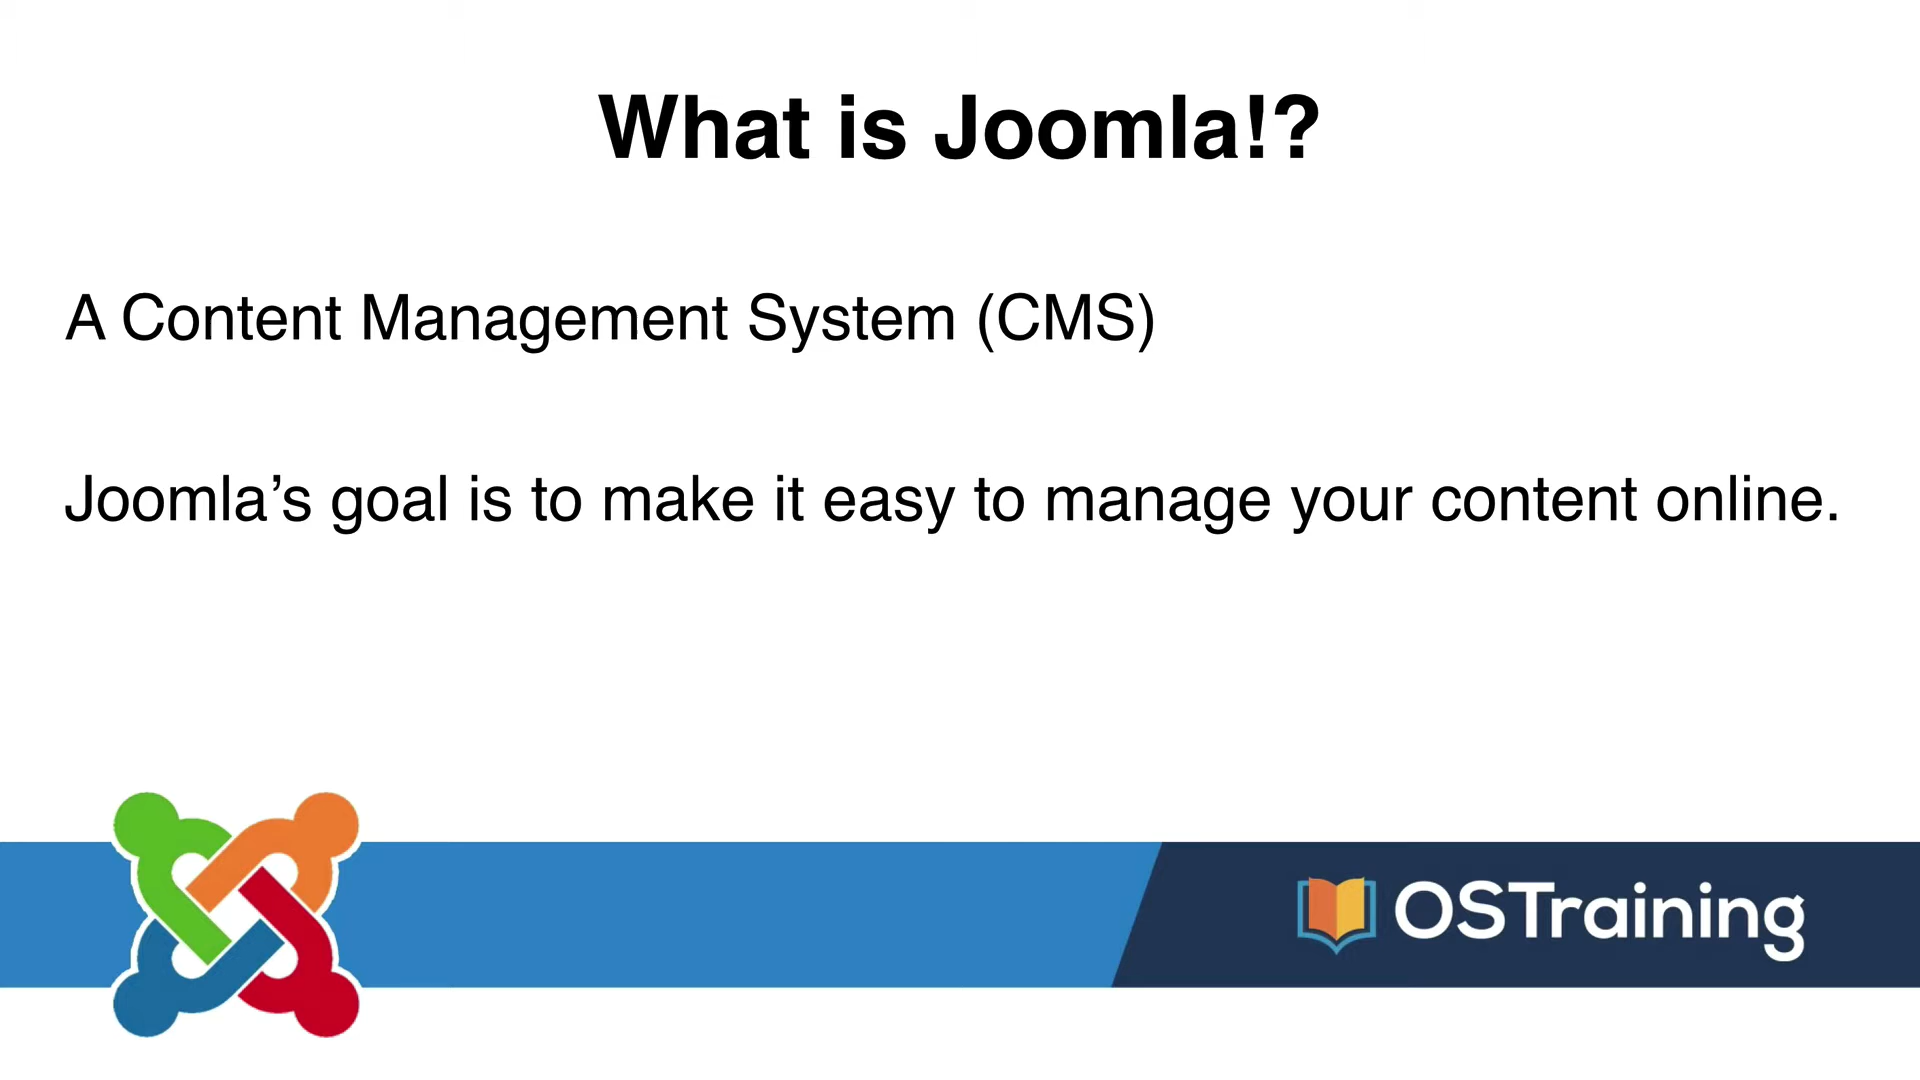 What is Joomla!?
A Content Management System (CMS)
Joomla’s goal is to make it easy to manage your content online.
OSTraining